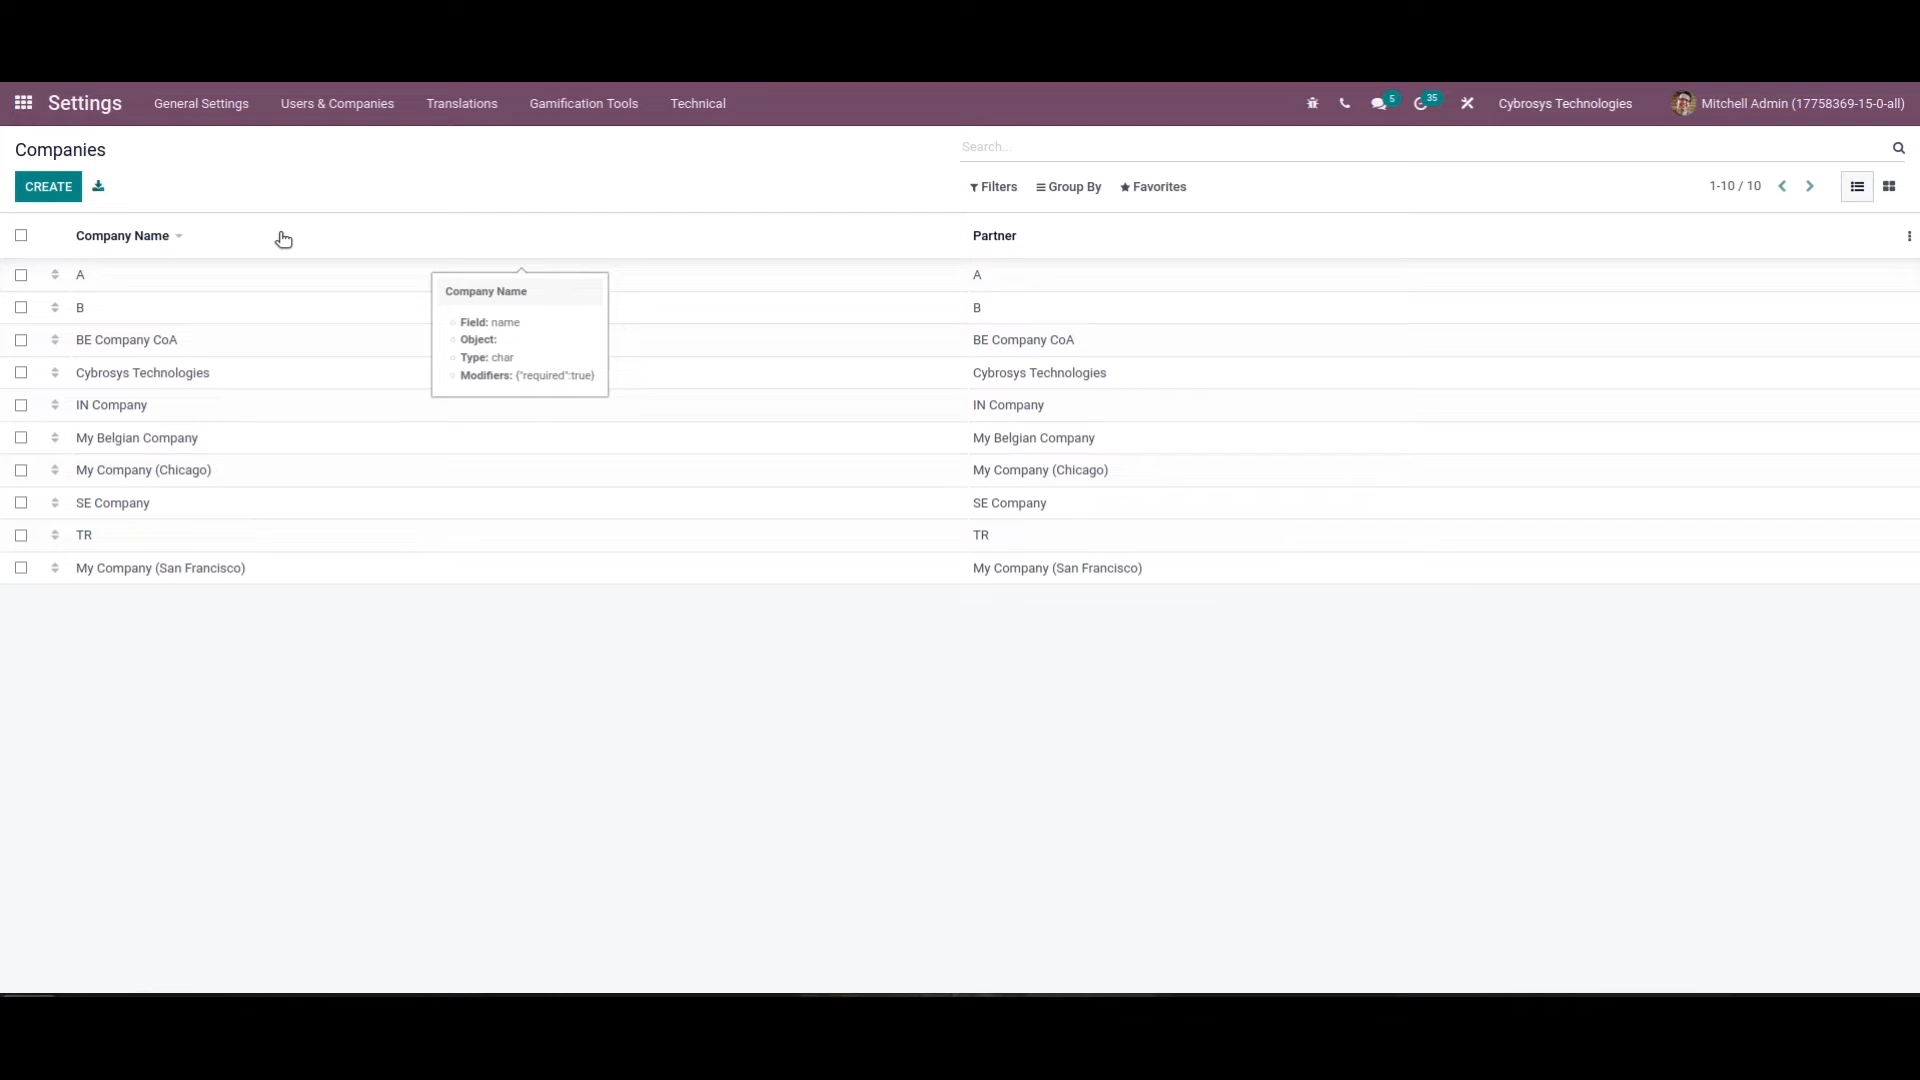 Settings General Settings Users & Companies Translations Gamification Tools Technical 5 35 Cybrosys Technologies Mitchell Admin (17758369-15-0-all)
Companies Search...
CREATE Filters Group By Favorites 1-10 / 10
Company Name Partner
A A
Company Name
B B
Field: name
BE Company CoA Object: BE Company CoA
Type: char
Cybrosys Technologies Modifiers: {"required":true} Cybrosys Technologies
IN Company IN Company
My Belgian Company My Belgian Company
My Company (Chicago) My Company (Chicago)
SE Company SE Company
TR TR
My Company (San Francisco) My Company (San Francisco)